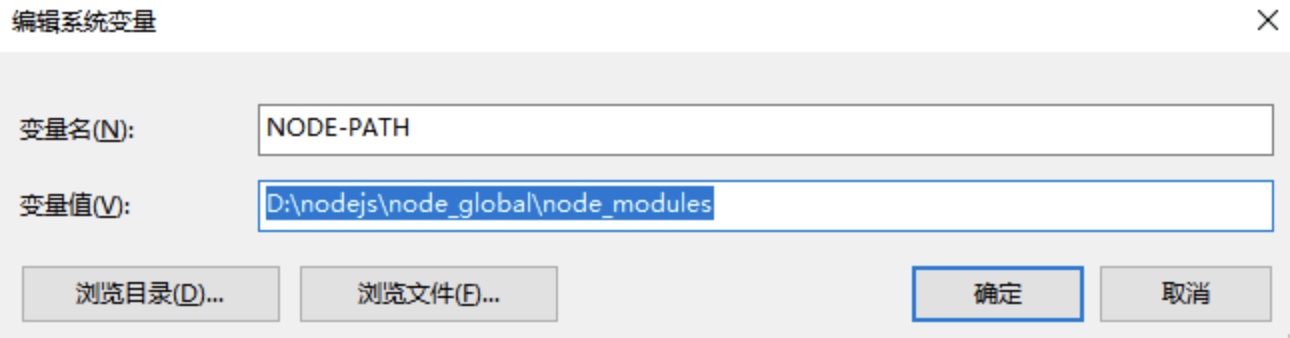 编辑系统变量
变量名(N): NODE-PATH
变量值(V): D:\nodejs\node_global\node_modules
浏览目录(D)... 浏览文件(F)... 确定 取消